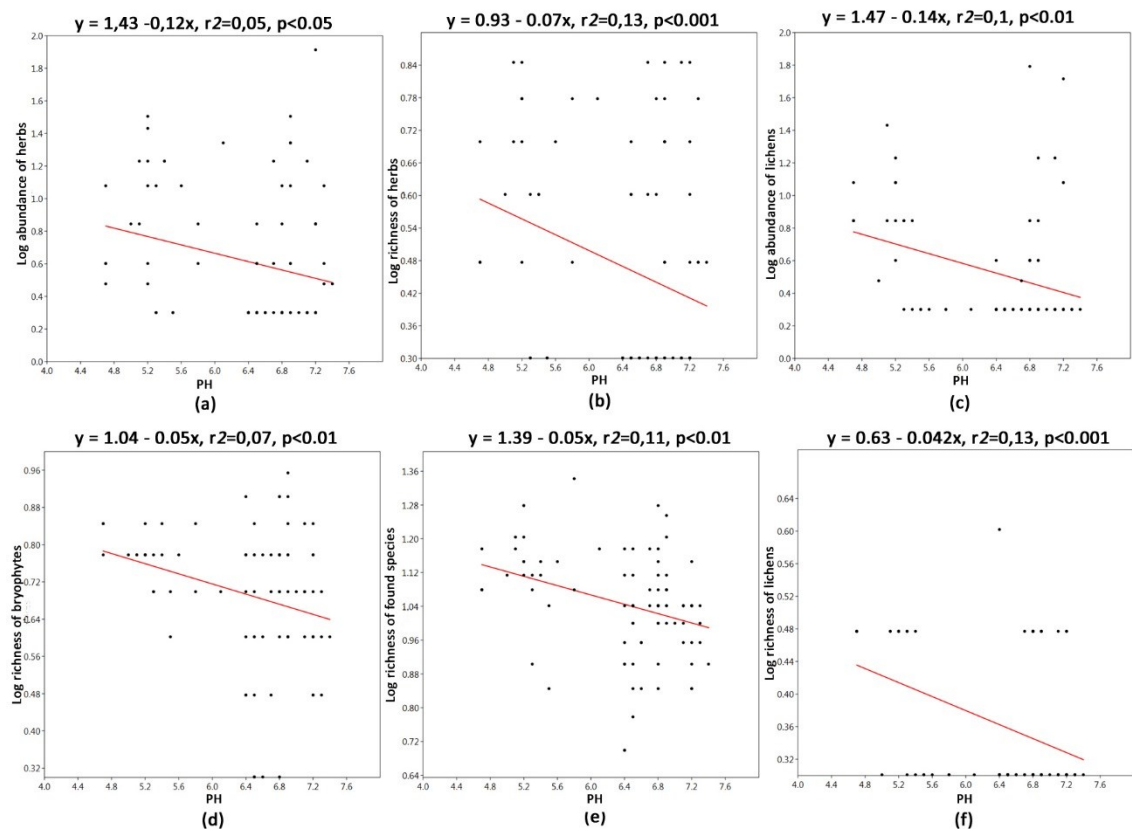 y = 1,43 -0,12x, r2=0,05, p<0.05
y = 0.93 - 0.07x, r2=0,13, p<0.001
y = 1.47 - 0.14x, r2=0,1, p<0.01
Log abundance of herbs
2.0
1.8
1.6
1.4
1.2
1.0
0.8
0.6
0.4
0.2
0.0
4.0 4.4 4.8 5.2 5.6 6.0 6.4 6.8 7.2 7.6
PH
(a)
Log richness of herbs
0.84
0.78
0.72
0.66
0.60
0.54
0.48
0.42
0.36
0.30
4.0 4.4 4.8 5.2 5.6 6.0 6.4 6.8 7.2 7.6
PH
(b)
Log abundance of lichens
2.0
1.8
1.6
1.4
1.2
1.0
0.8
0.6
0.4
0.2
0.0
4.0 4.4 4.8 5.2 5.6 6.0 6.4 6.8 7.2 7.6
PH
(c)
y = 1.04 - 0.05x, r2=0,07, p<0.01
y = 1.39 - 0.05x, r2=0,11, p<0.01
y = 0.63 - 0.042x, r2=0,13, p<0.001
Log richness of bryophytes
0.96
0.88
0.80
0.72
0.64
0.56
0.48
0.40
0.32
4.0 4.4 4.8 5.2 5.6 6.0 6.4 6.8 7.2 7.6
PH
(d)
Log richness of found species
1.36
1.28
1.20
1.12
1.04
0.96
0.88
0.80
0.72
0.64
4.0 4.4 4.8 5.2 5.6 6.0 6.4 6.8 7.2 7.6
PH
(e)
Log richness of lichens
0.64
0.60
0.56
0.52
0.48
0.44
0.40
0.36
0.32
4.0 4.4 4.8 5.2 5.6 6.0 6.4 6.8 7.2 7.6
PH
(f)